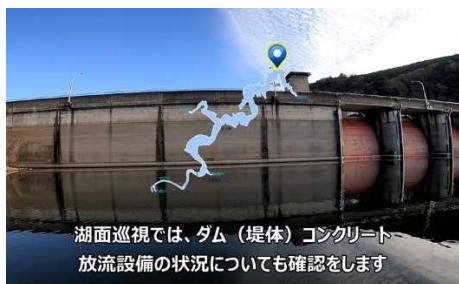 湖面巡視では、ダム（堤体）コンクリート
放流設備の状況についても確認をします